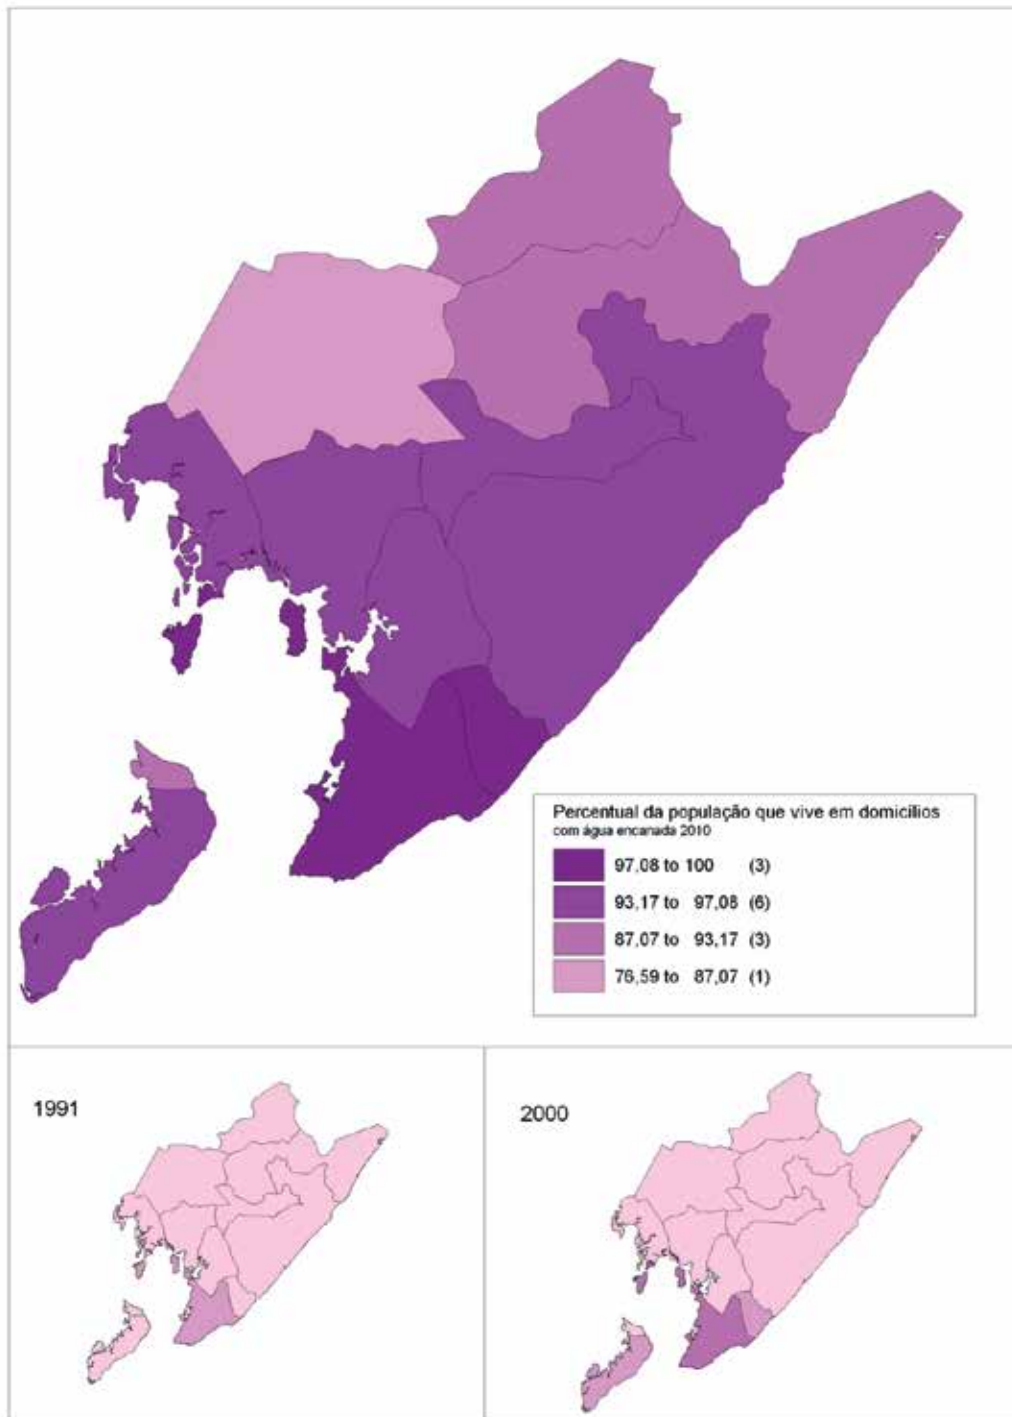 Percentual da população que vive em domicílios
com água encanada 2010
97,08 to 100 (3)
93,17 to 97,08 (6)
87,07 to 93,17 (3)
76,59 to 87,07 (1)
1991
2000